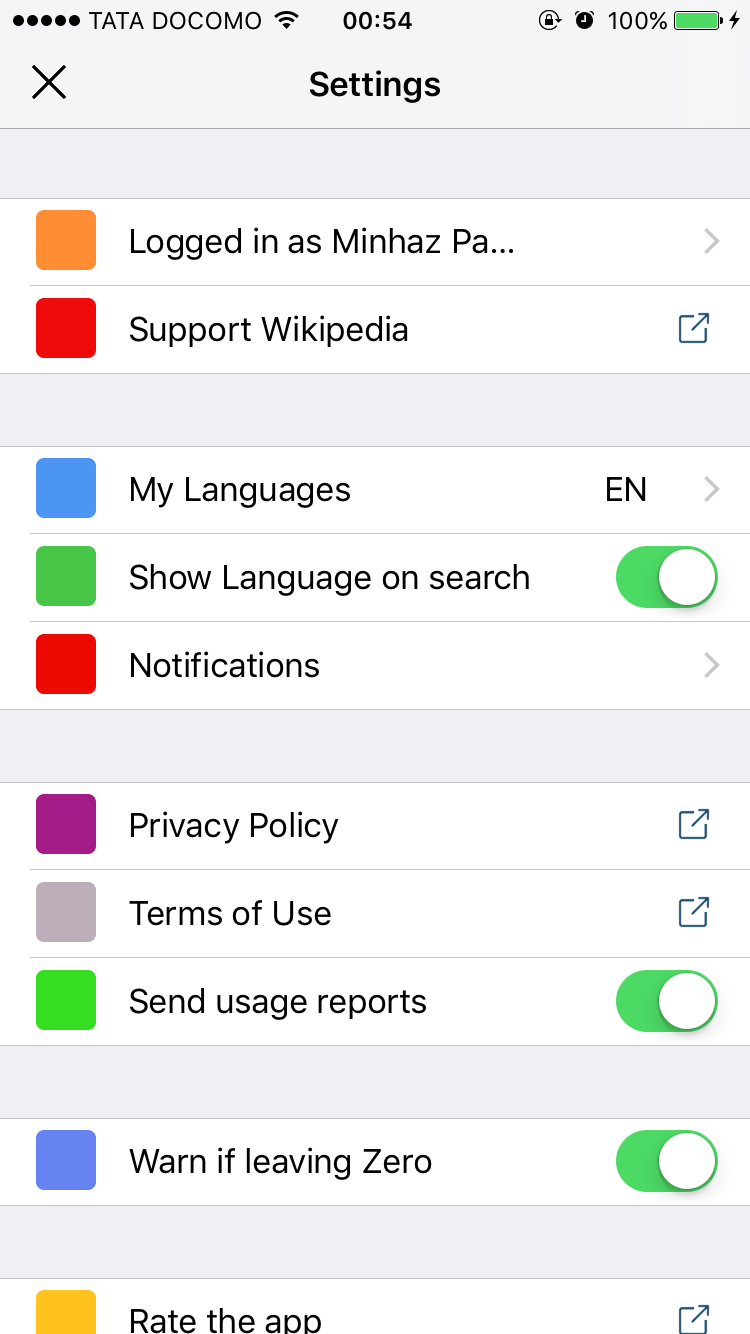 TATA DOCOMO 00:54 100%
Settings
Logged in as Minhaz Pa...
Support Wikipedia
My Languages EN
Show Language on search
Notifications
Privacy Policy
Terms of Use
Send usage reports
Warn if leaving Zero
Rate the app